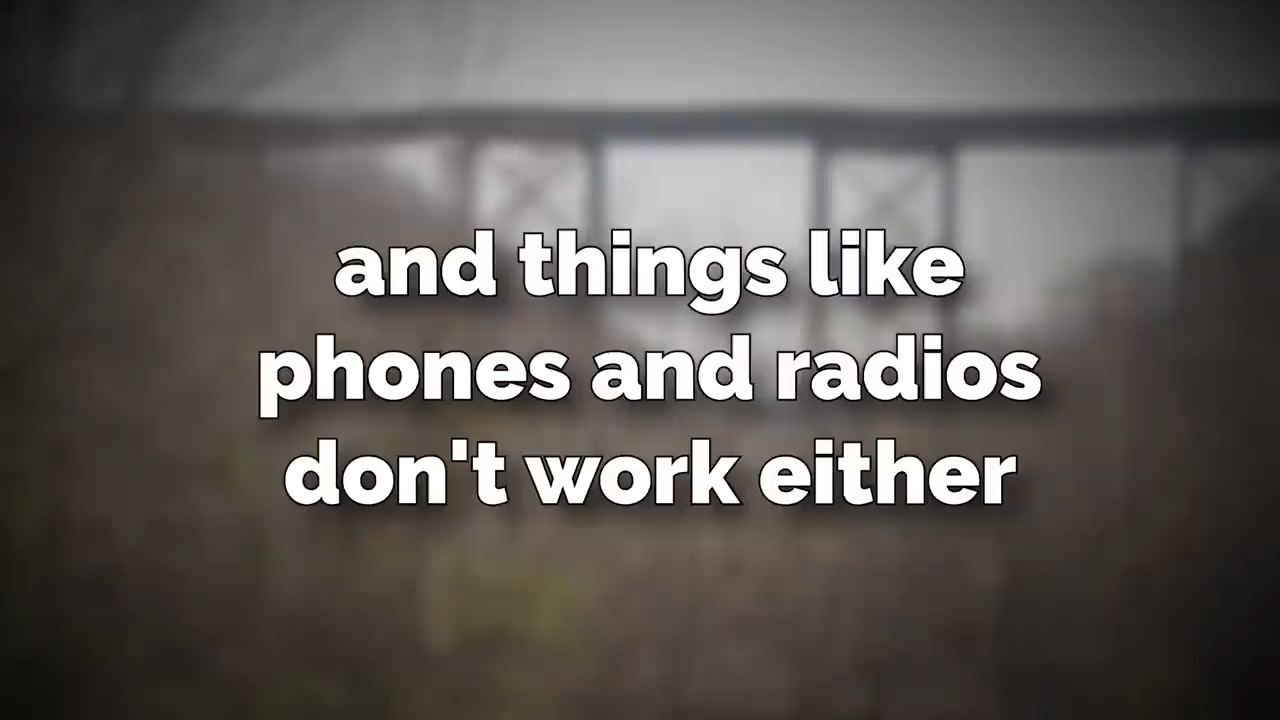 and things like
phones and radios
don't work either